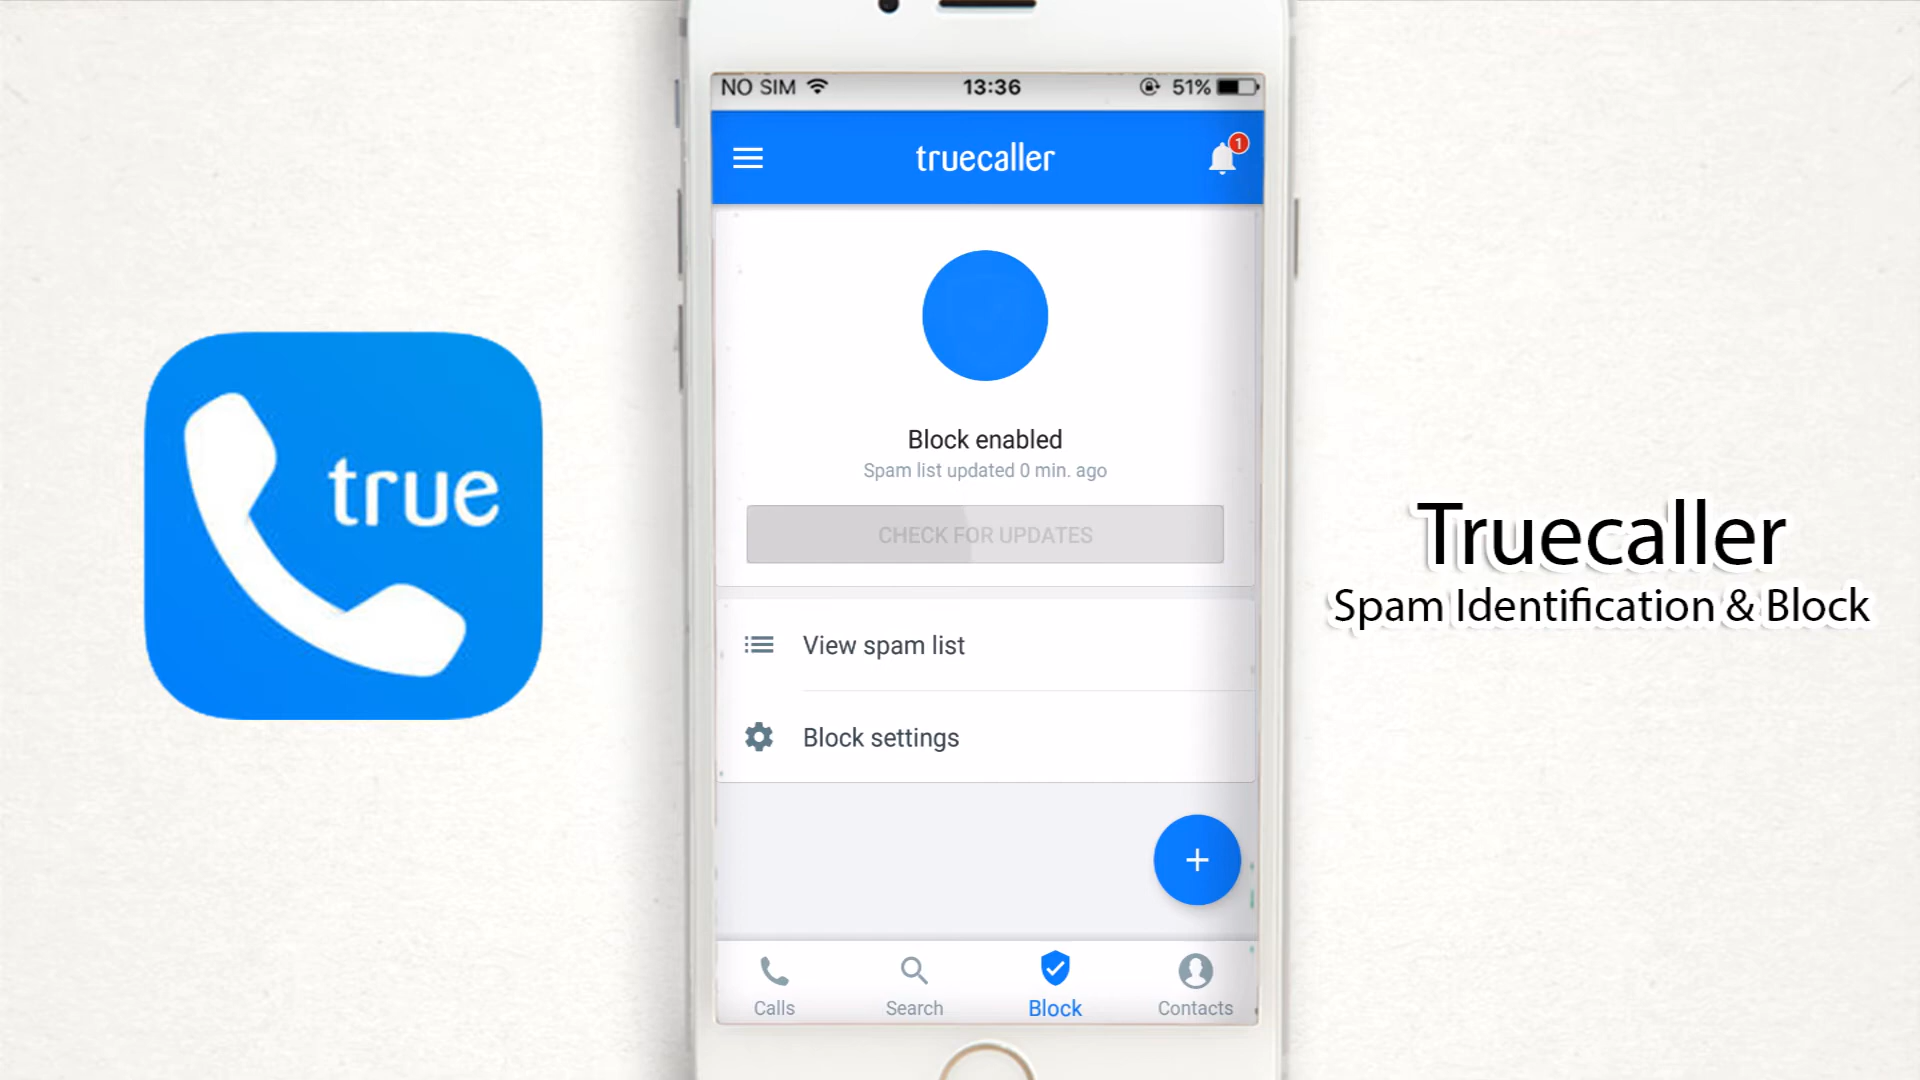 NO SIM 13:36 51%
truecaller 1
true
Block enabled
Spam list updated 0 min. ago
CHECK FOR UPDATES
View spam list
Block settings
Calls Search Block Contacts
Truecaller
Spam Identification & Block